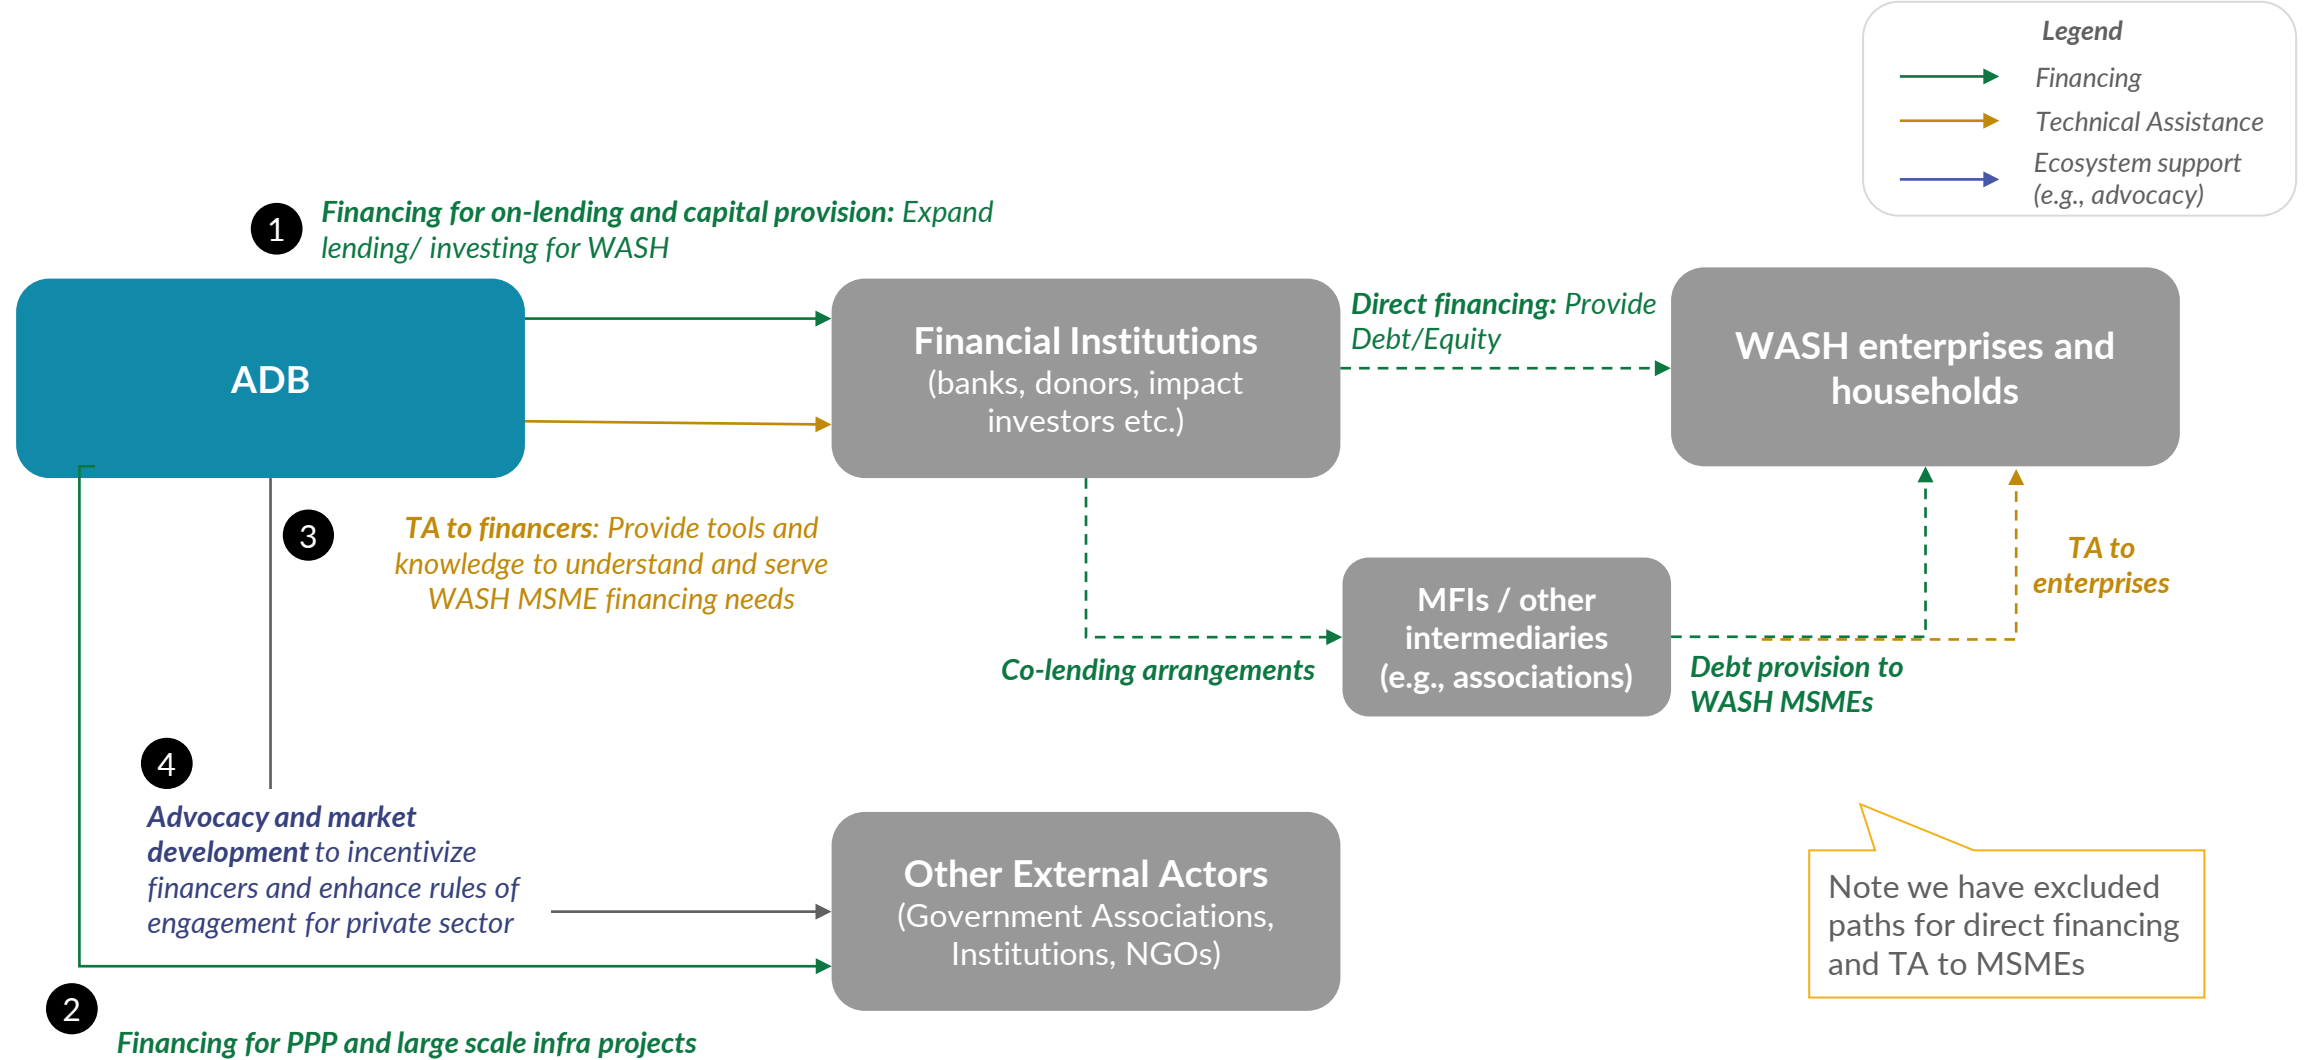 Legend
Financing
Technical Assistance
Ecosystem support
(e.g., advocacy)
1
Financing for on-lending and capital provision: Expand
lending/ investing for WASH
ADB
Financial Institutions
(banks, donors, impact
investors etc.)
Direct financing: Provide
Debt/Equity
WASH enterprises and
households
3
TA to financers: Provide tools and
knowledge to understand and serve
WASH MSME financing needs
MFIs / other
intermediaries
(e.g., associations)
TA to
enterprises
Co-lending arrangements
Debt provision to
WASH MSMEs
4
Advocacy and market
development to incentivize
financers and enhance rules of
engagement for private sector
Other External Actors
(Government Associations,
Institutions, NGOs)
Note we have excluded
paths for direct financing
and TA to MSMEs
2
Financing for PPP and large scale infra projects